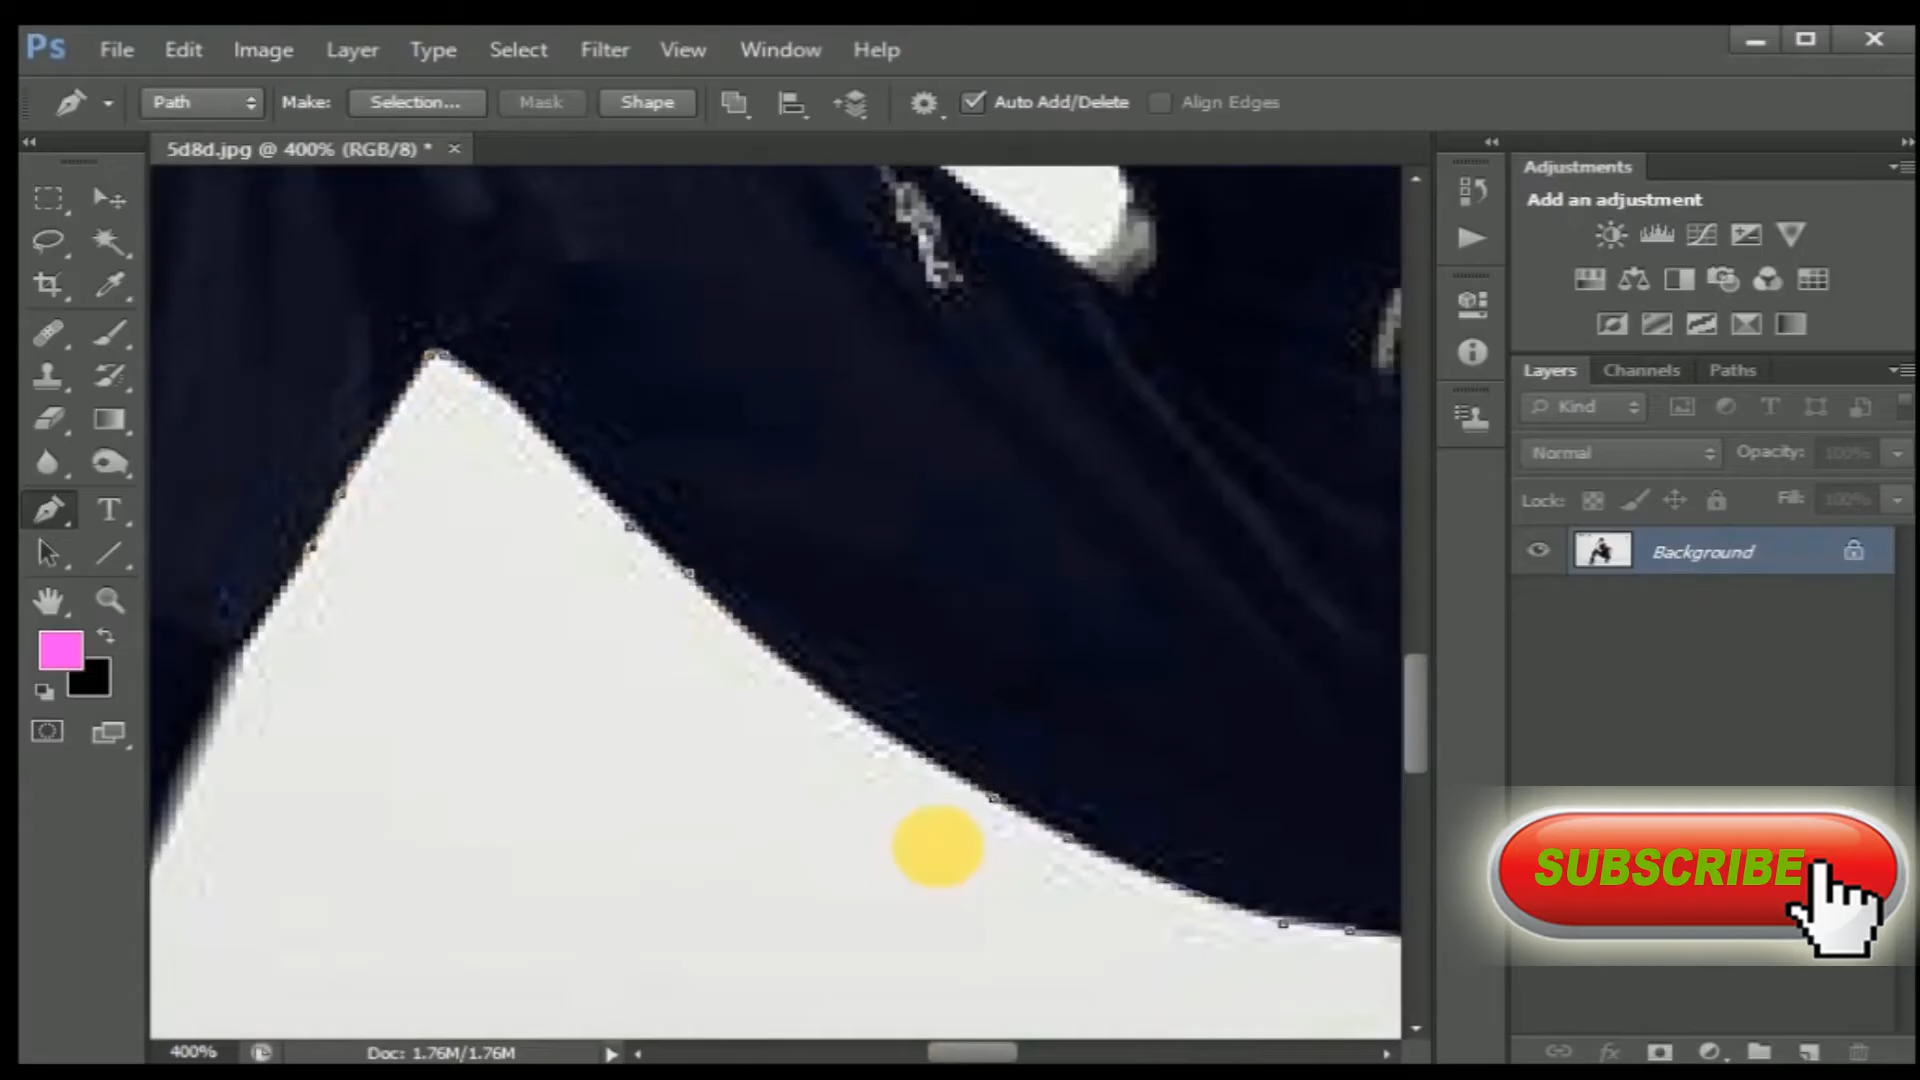 Ps File Edit Image Layer Type Select Filter View Window Help
Path Make: Selection... Mask Shape Auto Add/Delete Align Edges
5d8d.jpg @ 400% (RGB/8) * ×
Adjustments
Add an adjustment
Layers Channels Paths
Kind
Normal Opacity: 100%
Lock: Fill: 100%
Background
SUBSCRIBE
400% Doc: 1.76M/1.76M